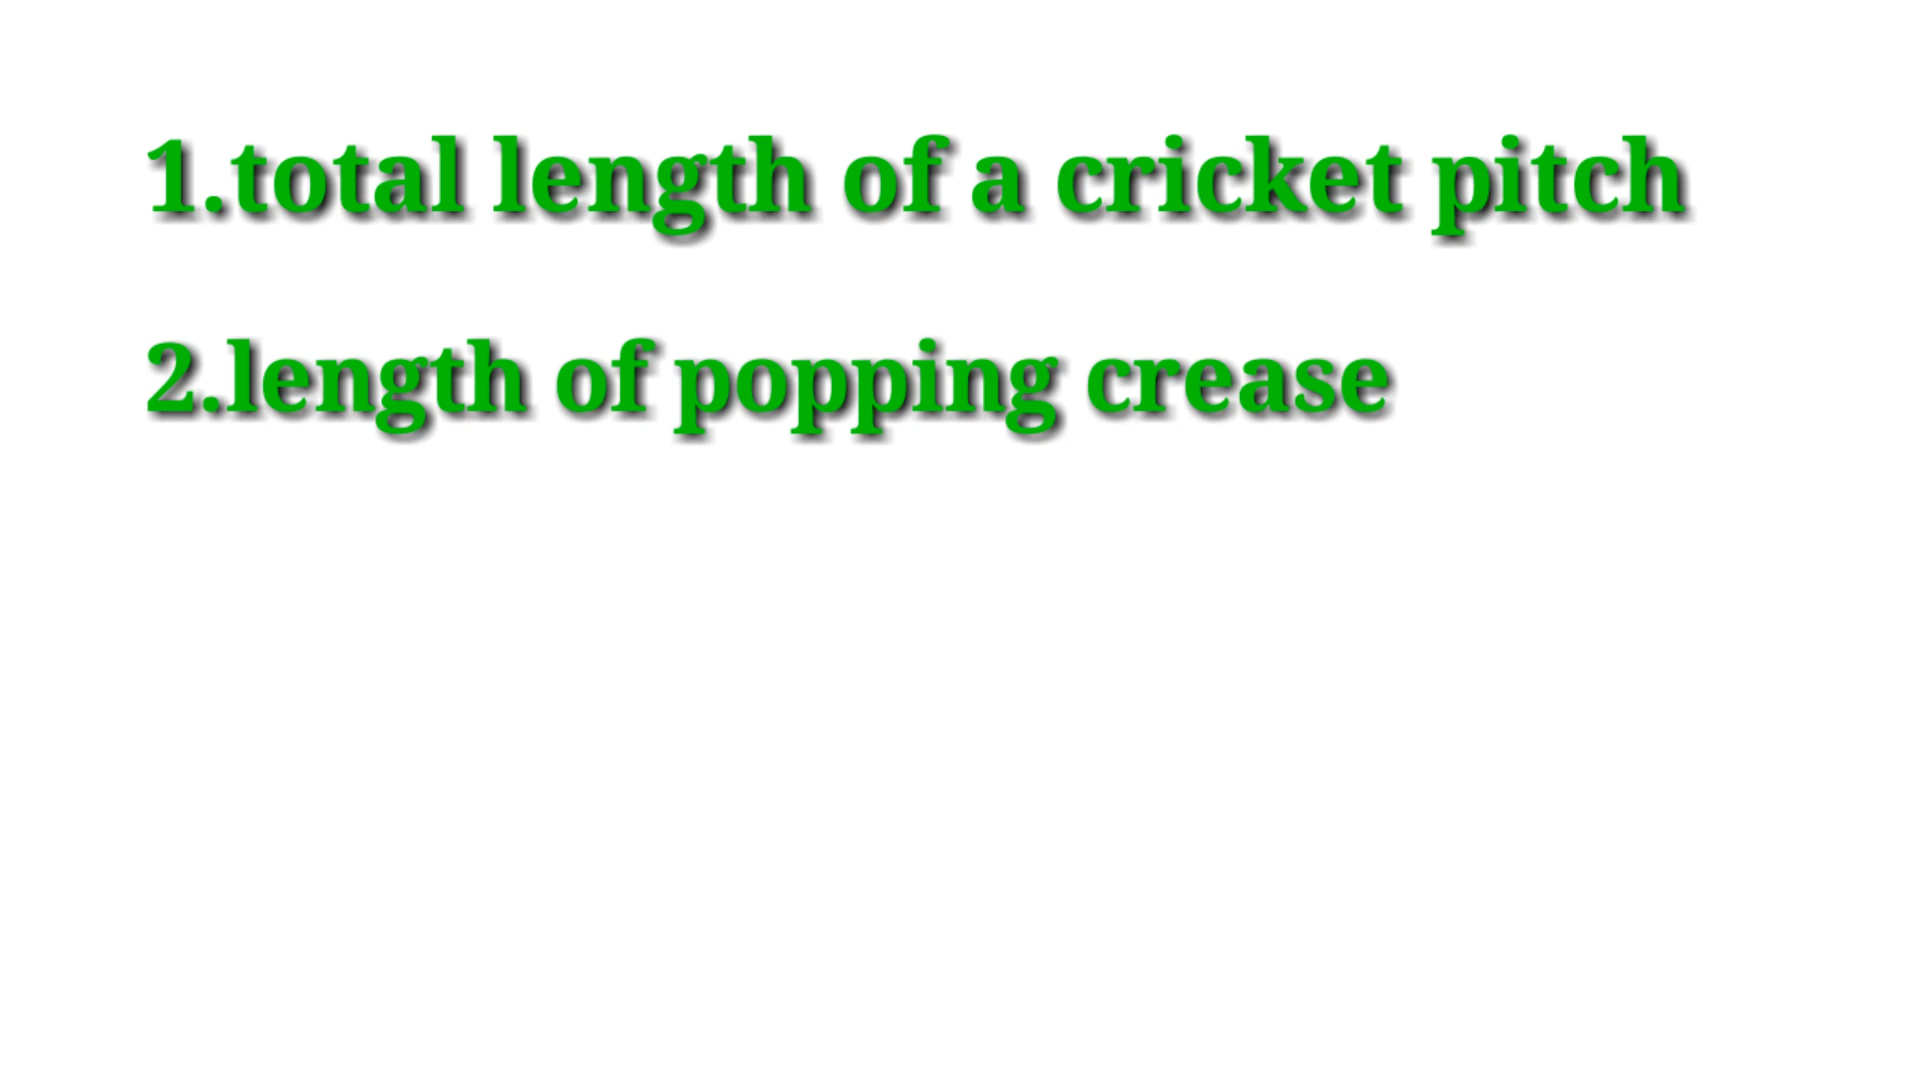 1.total length of a cricket pitch
2.length of popping crease